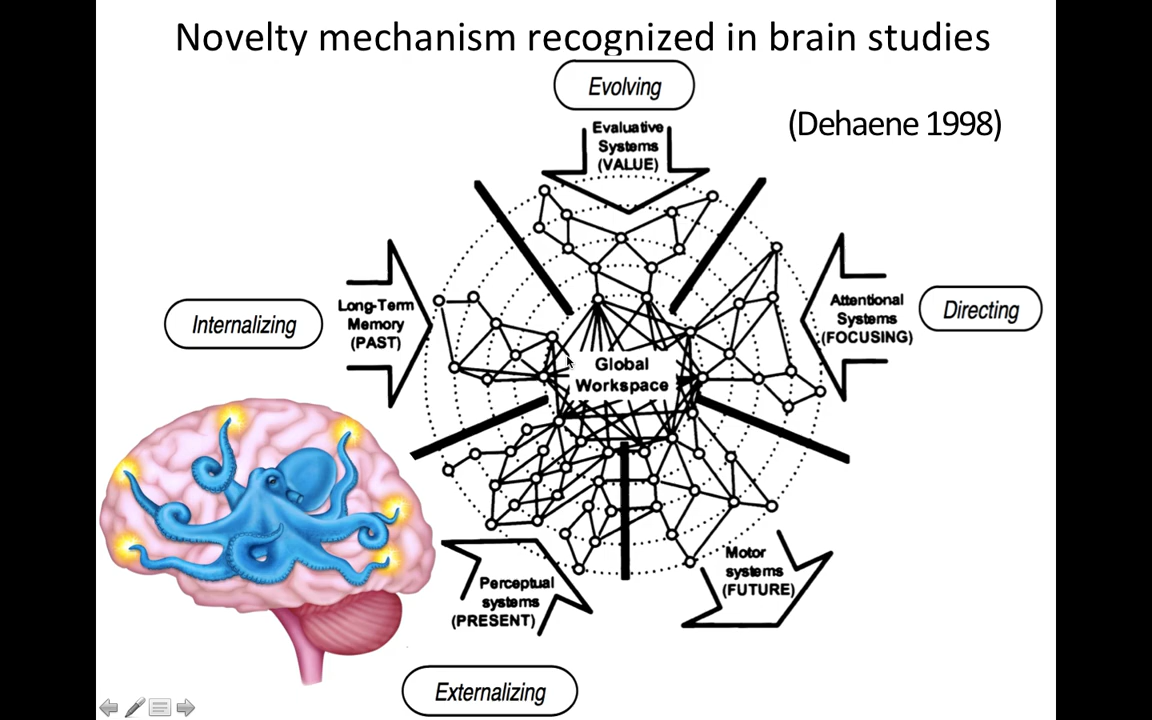 Novelty mechanism recognized in brain studies
Evolving
(Dehaene 1998)
Evaluative
Systems
(VALUE)
Internalizing
Long-Term
Memory
(PAST)
Attentional
Systems
(FOCUSING)
Directing
Global
Workspace
Perceptual
systems
(PRESENT)
Motor
systems
(FUTURE)
Externalizing